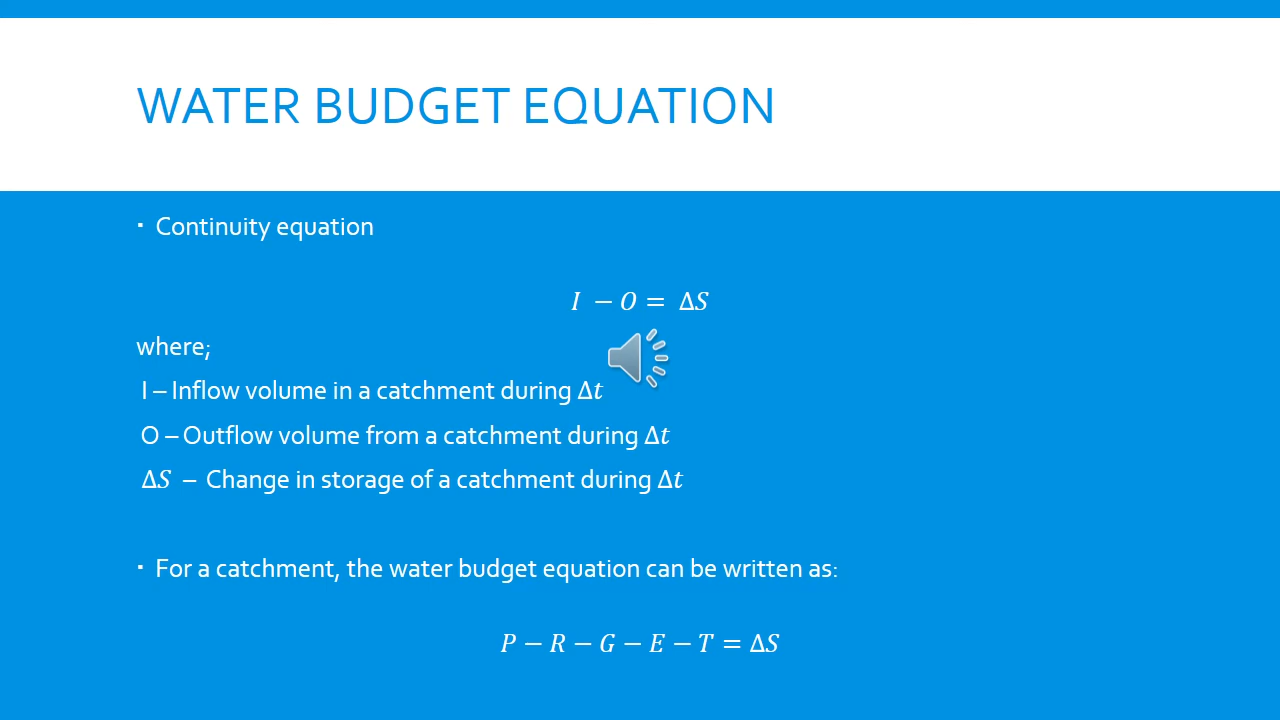 WATER BUDGET EQUATION
▪ Continuity equation
I − O = ΔS
where;
I – Inflow volume in a catchment during Δt
O – Outflow volume from a catchment during Δt
ΔS – Change in storage of a catchment during Δt
▪ For a catchment, the water budget equation can be written as:
P − R − G − E − T = ΔS